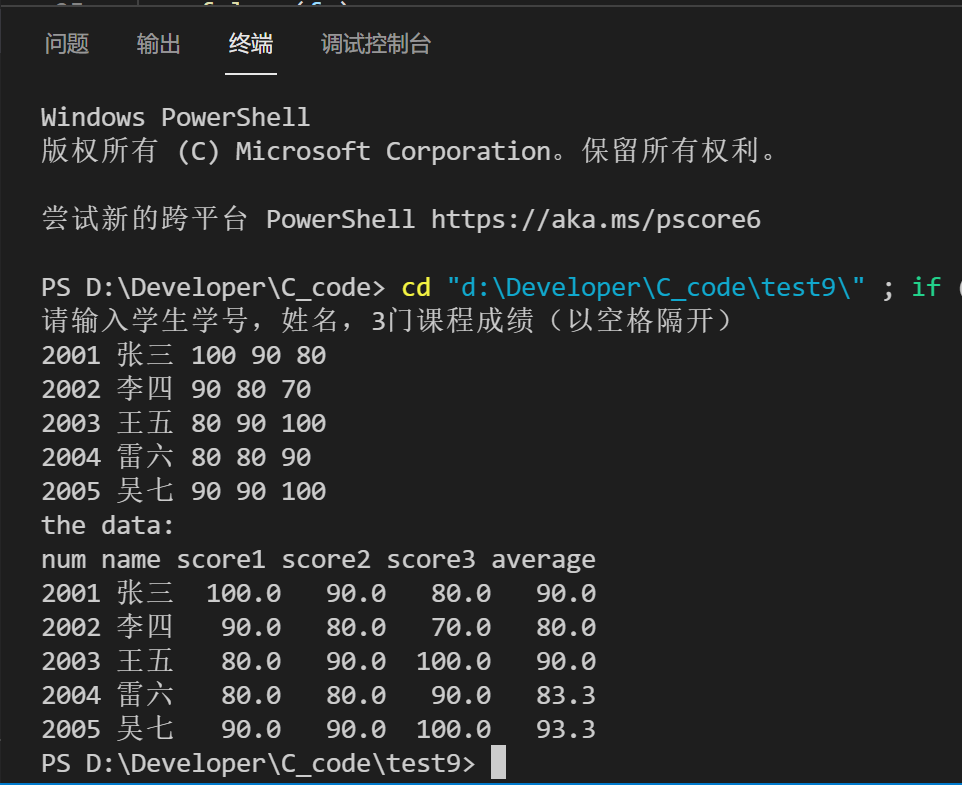 问题 输出 终端 调试控制台
Windows PowerShell
版权所有 (C) Microsoft Corporation。保留所有权利。
尝试新的跨平台 PowerShell https://aka.ms/pscore6
PS D:\Developer\C_code> cd "d:\Developer\C_code\test9\" ; if (
请输入学生学号，姓名，3门课程成绩（以空格隔开）
2001 张三 100 90 80
2002 李四 90 80 70
2003 王五 80 90 100
2004 雷六 80 80 90
2005 吴七 90 90 100
the data:
num name score1 score2 score3 average
2001 张三  100.0   90.0   80.0   90.0
2002 李四   90.0   80.0   70.0   80.0
2003 王五   80.0   90.0  100.0   90.0
2004 雷六   80.0   80.0   90.0   83.3
2005 吴七   90.0   90.0  100.0   93.3
PS D:\Developer\C_code\test9>